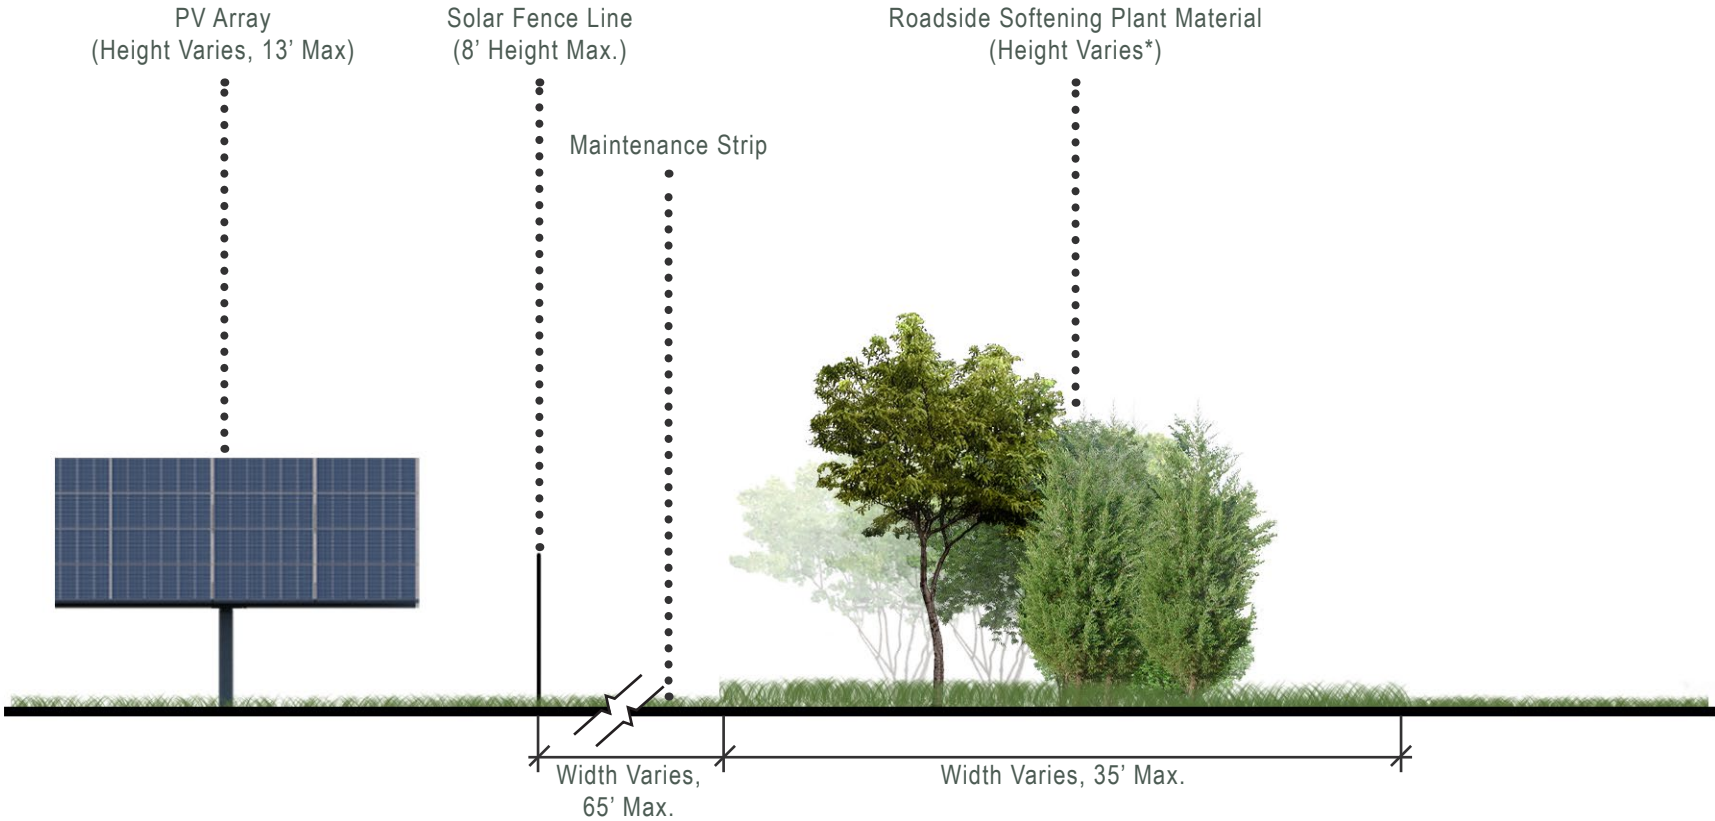 PV Array
(Height Varies, 13’ Max)
Solar Fence Line
(8’ Height Max.)
Roadside Softening Plant Material
(Height Varies*)
Maintenance Strip
Width Varies,
65’ Max.
Width Varies, 35’ Max.